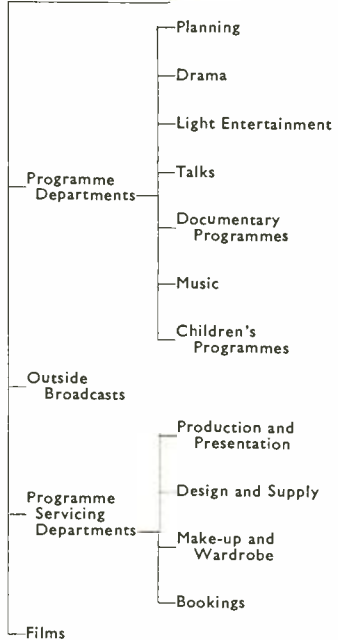 Programme
Departments
Planning
Drama
Light Entertainment
Talks
Documentary
Programmes
Music
Children's
Programmes
Outside
Broadcasts
Programme
Servicing
Departments
Production and
Presentation
Design and Supply
Make-up and
Wardrobe
Bookings
Films